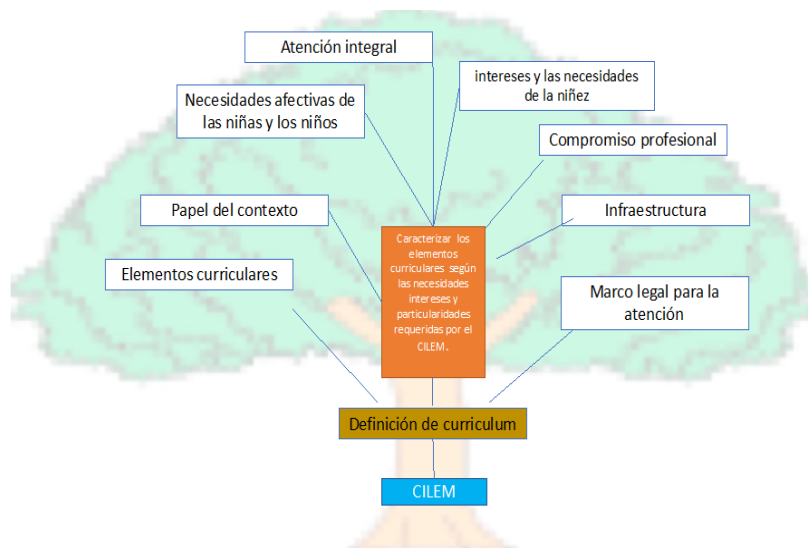 Atención integral
intereses y las necesidades
de la niñez
Necesidades afectivas de
las niñas y los niños
Compromiso profesional
Papel del contexto
Infraestructura
Caracterizar los
elementos
curriculares según
las necesidades
intereses y
particularidades
requeridas por el
CILEM.
Elementos curriculares
Marco legal para la
atención
Definición de curriculum
CILEM